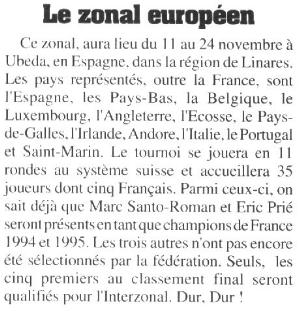 Le zonal européen
Ce zonal, aura lieu du 11 au 24 novembre à
Ubeda, en Espagne, dans la région de Linares.
Les pays représentés, outre la France, sont
l'Espagne, les Pays-Bas, la Belgique, le
Luxembourg, l'Angleterre, l'Ecosse, le Pays-
de-Galles, l'Irlande, Andore, l'Italie, le Portugal
et Saint-Marin. Le tournoi se jouera en 11
rondes au système suisse et accueillera 35
joueurs dont cinq Français. Parmi ceux-ci, on
sait déjà que Marc Santo-Roman et Eric Prié
seront présents en tant que champions de France
1994 et 1995. Les trois autres n'ont pas encore
été sélectionnés par la fédération. Seuls, les
cinq premiers au classement final seront
qualifiés pour l'Interzonal. Dur, Dur !